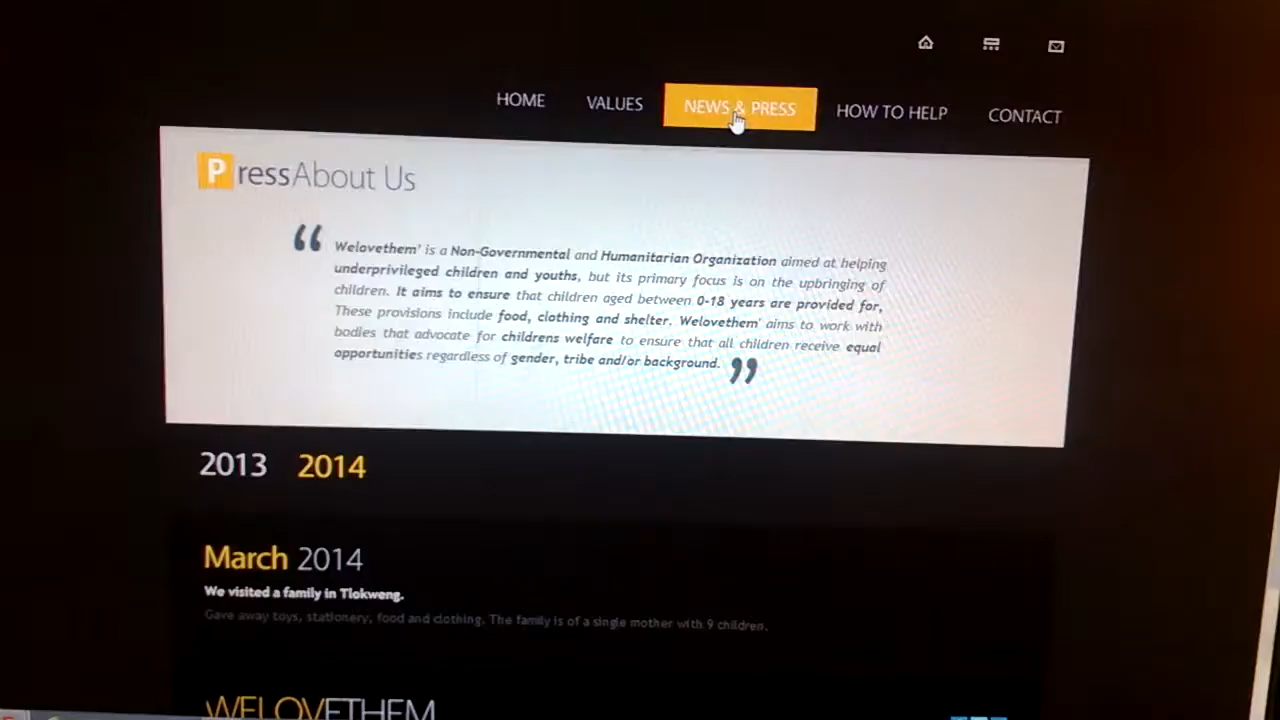 HOME VALUES NEWS & PRESS HOW TO HELP CONTACT
PressAbout Us
“ Welovethem' is a Non-Governmental and Humanitarian Organization aimed at helping
underprivileged children and youths, but its primary focus is on the upbringing of
children. It aims to ensure that children aged between 0-18 years are provided for,
These provisions include food, clothing and shelter. Welovethem' aims to work with
bodies that advocate for childrens welfare to ensure that all children receive equal
opportunities regardless of gender, tribe and/or background. ”
2013 2014
March 2014
We visited a family in Tlokweng.
Gave away toys, stationery, food and clothing. The family is of a single mother with 9 children.
WELOVETHEM